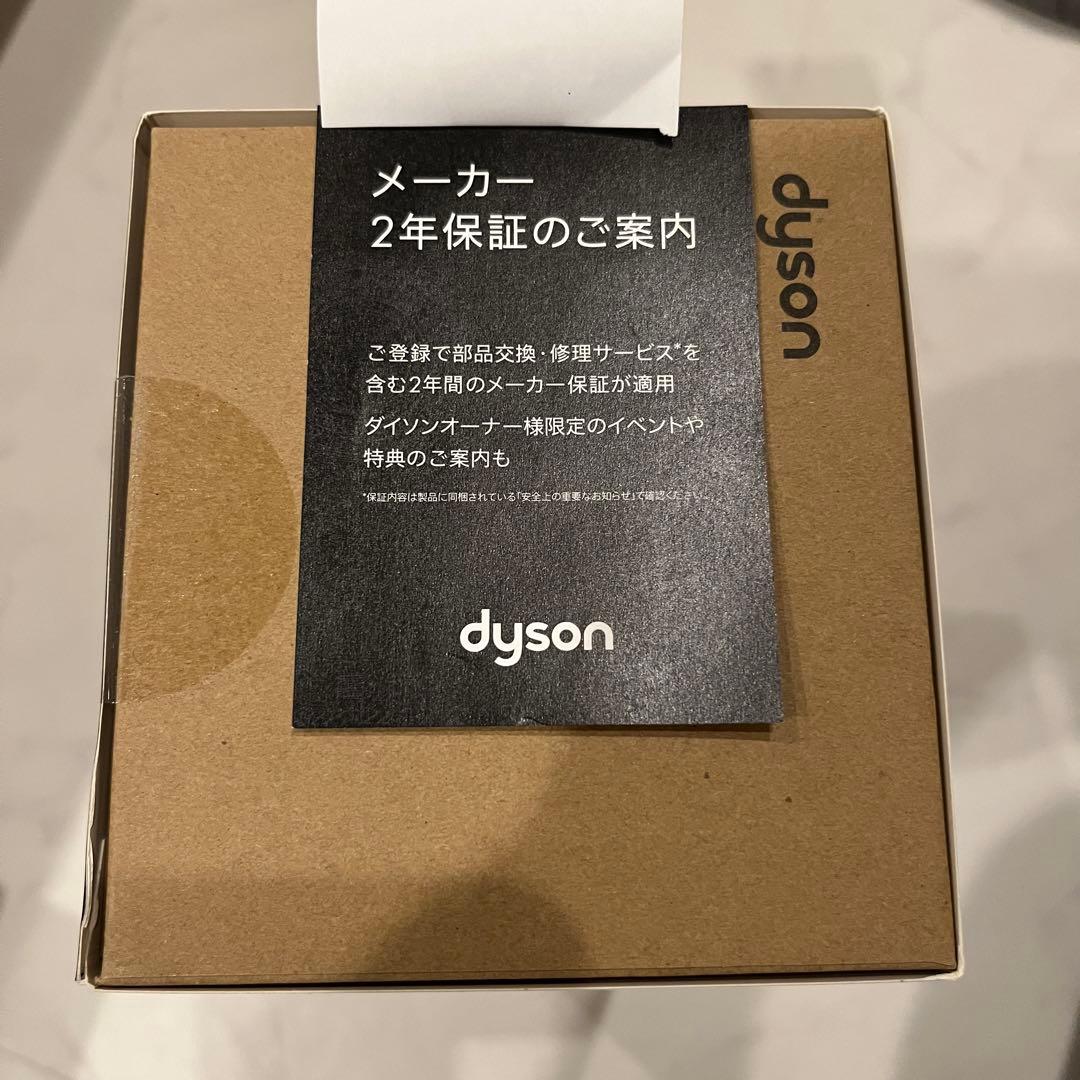 メーカー
2年保証のご案内
ご登録で部品交換・修理サービス*を
含む2年間のメーカー保証が適用
ダイソンオーナー様限定のイベントや
特典のご案内も
*保証内容は製品に同梱されている「安全上の重要なお知らせ」で確認ください。
dyson
dyson